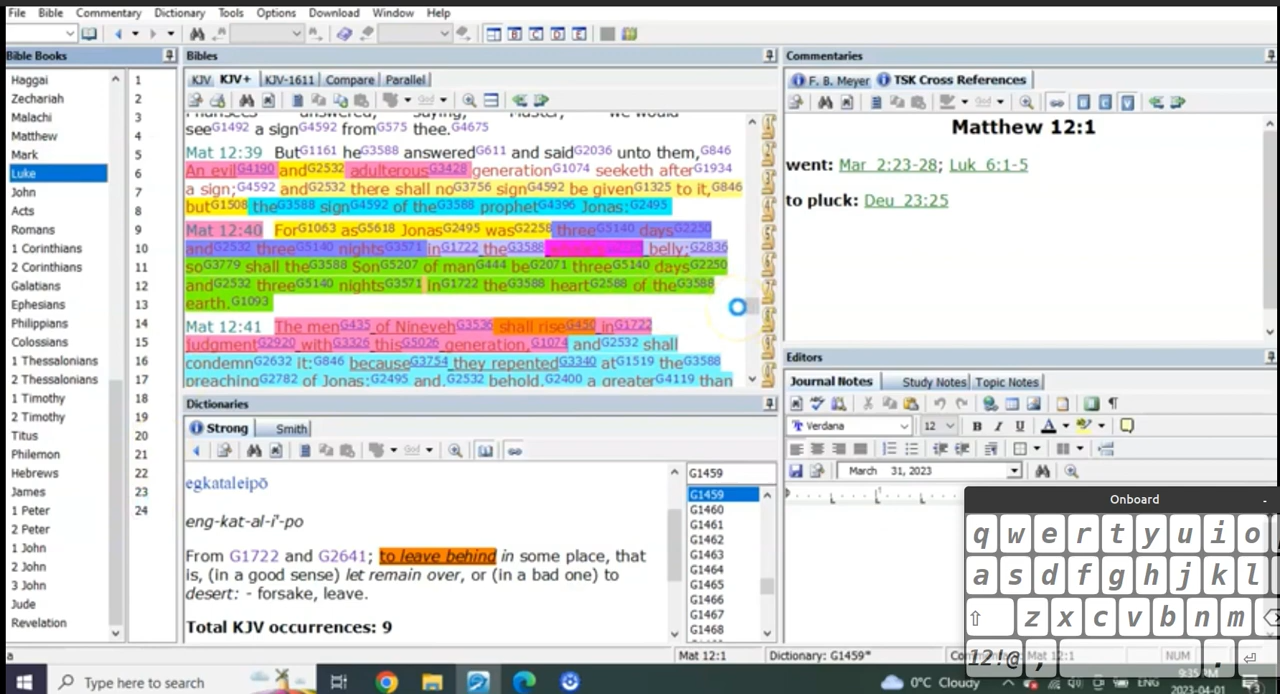 File Bible Commentary Dictionary Tools Options Download Window Help
Bible Books
Haggai
Zechariah
Malachi
Matthew
Mark
Luke
John
Acts
Romans
1 Corinthians
2 Corinthians
Galatians
Ephesians
Philippians
Colossians
1 Thessalonians
2 Thessalonians
1 Timothy
2 Timothy
Titus
Philemon
Hebrews
James
1 Peter
2 Peter
1 John
2 John
3 John
Jude
Revelation
1
2
3
4
5
6
7
8
9
10
11
12
13
14
15
16
17
18
19
20
21
22
23
24
Bibles
KJV KJV+ KJV-1611 Compare Parallel
answered, saying, Master, we would
seeG1492 a signG4592 fromG575 thee.G4675
Mat 12:39 ButG1161 heG3588 answeredG611 and saidG2036 unto them,G846
An evilG4190 andG2532 adulterousG3428 generationG1074 seeketh afterG1934
a sign;G4592 andG2532 there shall noG3756 signG4592 be givenG1325 to it,G846
butG1508 theG3588 signG4592 of the prophetG4396 Jonas:G2495
Mat 12:40 ForG1063 asG5618 JonasG2495 wasG2258 threeG5140 daysG2250
andG2532 threeG5140 nightsG3571 inG1722 theG3588 belly;G2836
soG3779 shall theG3588 SonG5207 of manG444 beG2071 threeG5140 daysG2250
andG2532 threeG5140 nightsG3571 inG1722 theG3588 heartG2588 of theG3588
earth.G1093
Mat 12:41 The menG435 of NinevehG3536 shall riseG450 inG1722
judgmentG2920 withG3326 thisG5026 generation,G1074 andG2532 shall
condemnG2632 it:G846 becauseG3754 they repentedG3340 atG1519 theG3588
preachingG2782 of Jonas;G2495 and,G2532 behold,G2400 a greaterG4119 than
Dictionaries
Strong Smith
egkataleipō
eng-kat-al-i'-po
From G1722 and G2641; to leave behind in some place, that
is, (in a good sense) let remain over, or (in a bad one) to
desert: - forsake, leave.
Total KJV occurrences: 9
G1459
G1459
G1460
G1461
G1462
G1463
G1464
G1465
G1466
G1467
G1468
Commentaries
F. B. Meyer TSK Cross References
Matthew 12:1
went: Mar 2:23-28; Luk 6:1-5
to pluck: Deu 23:25
Editors
Journal Notes Study Notes Topic Notes
Verdana 12 B I U A
March 31, 2023
Onboard
q w e r t y u i o
a s d f g h j k l
z x c v b n m
12!@ , .
Mat 12:1 Dictionary: G1459* Mat 12:1 NUM
Type here to search
0°C Cloudy ENG 9:35 PM
2023-04-01